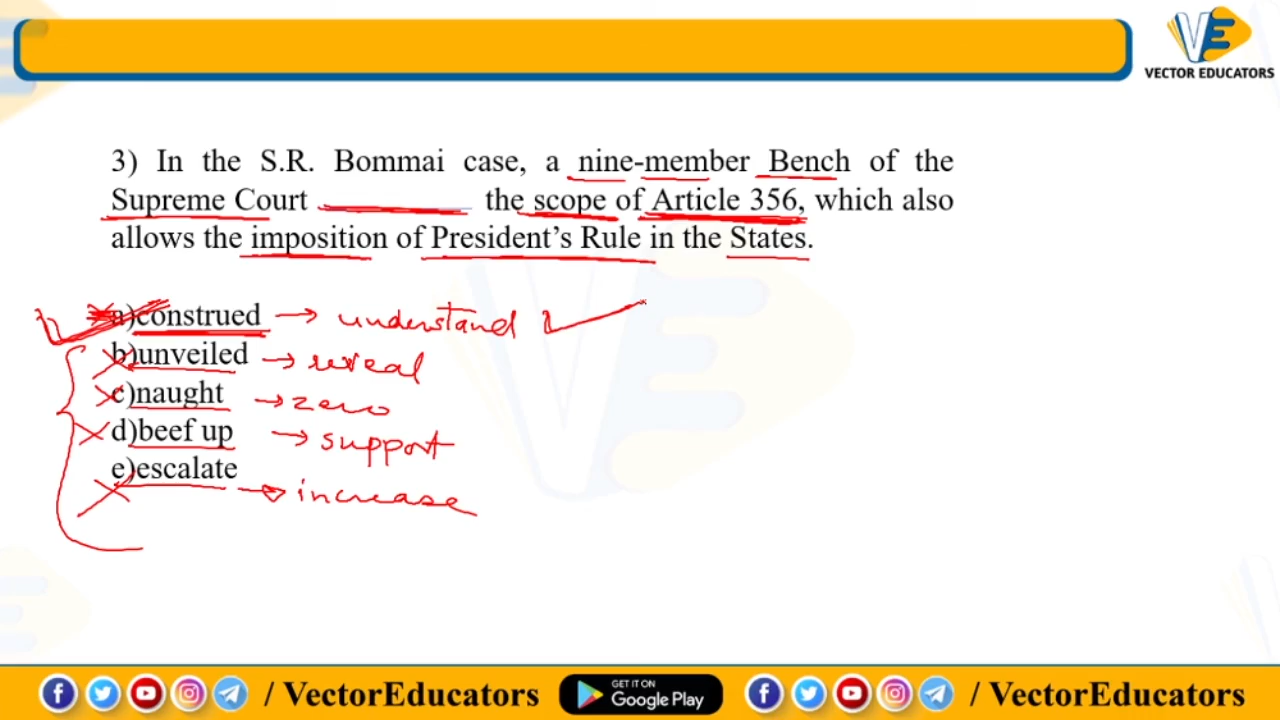 VE
VECTOR EDUCATORS
3) In the S.R. Bommai case, a nine-member Bench of the
Supreme Court ________ the scope of Article 356, which also
allows the imposition of President's Rule in the States.
a)construed → understand
b)unveiled → reveal
c)naught → zero
d)beef up → support
e)escalate → increase
/ VectorEducators GET IT ON Google Play / VectorEducators